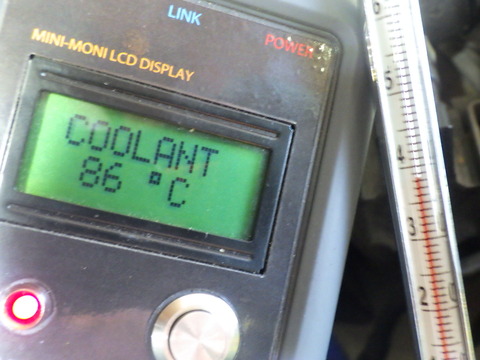 LINK
POWER
MINI-MONI LCD DISPLAY
COOLANT
86 °C
6
5
4
3
2